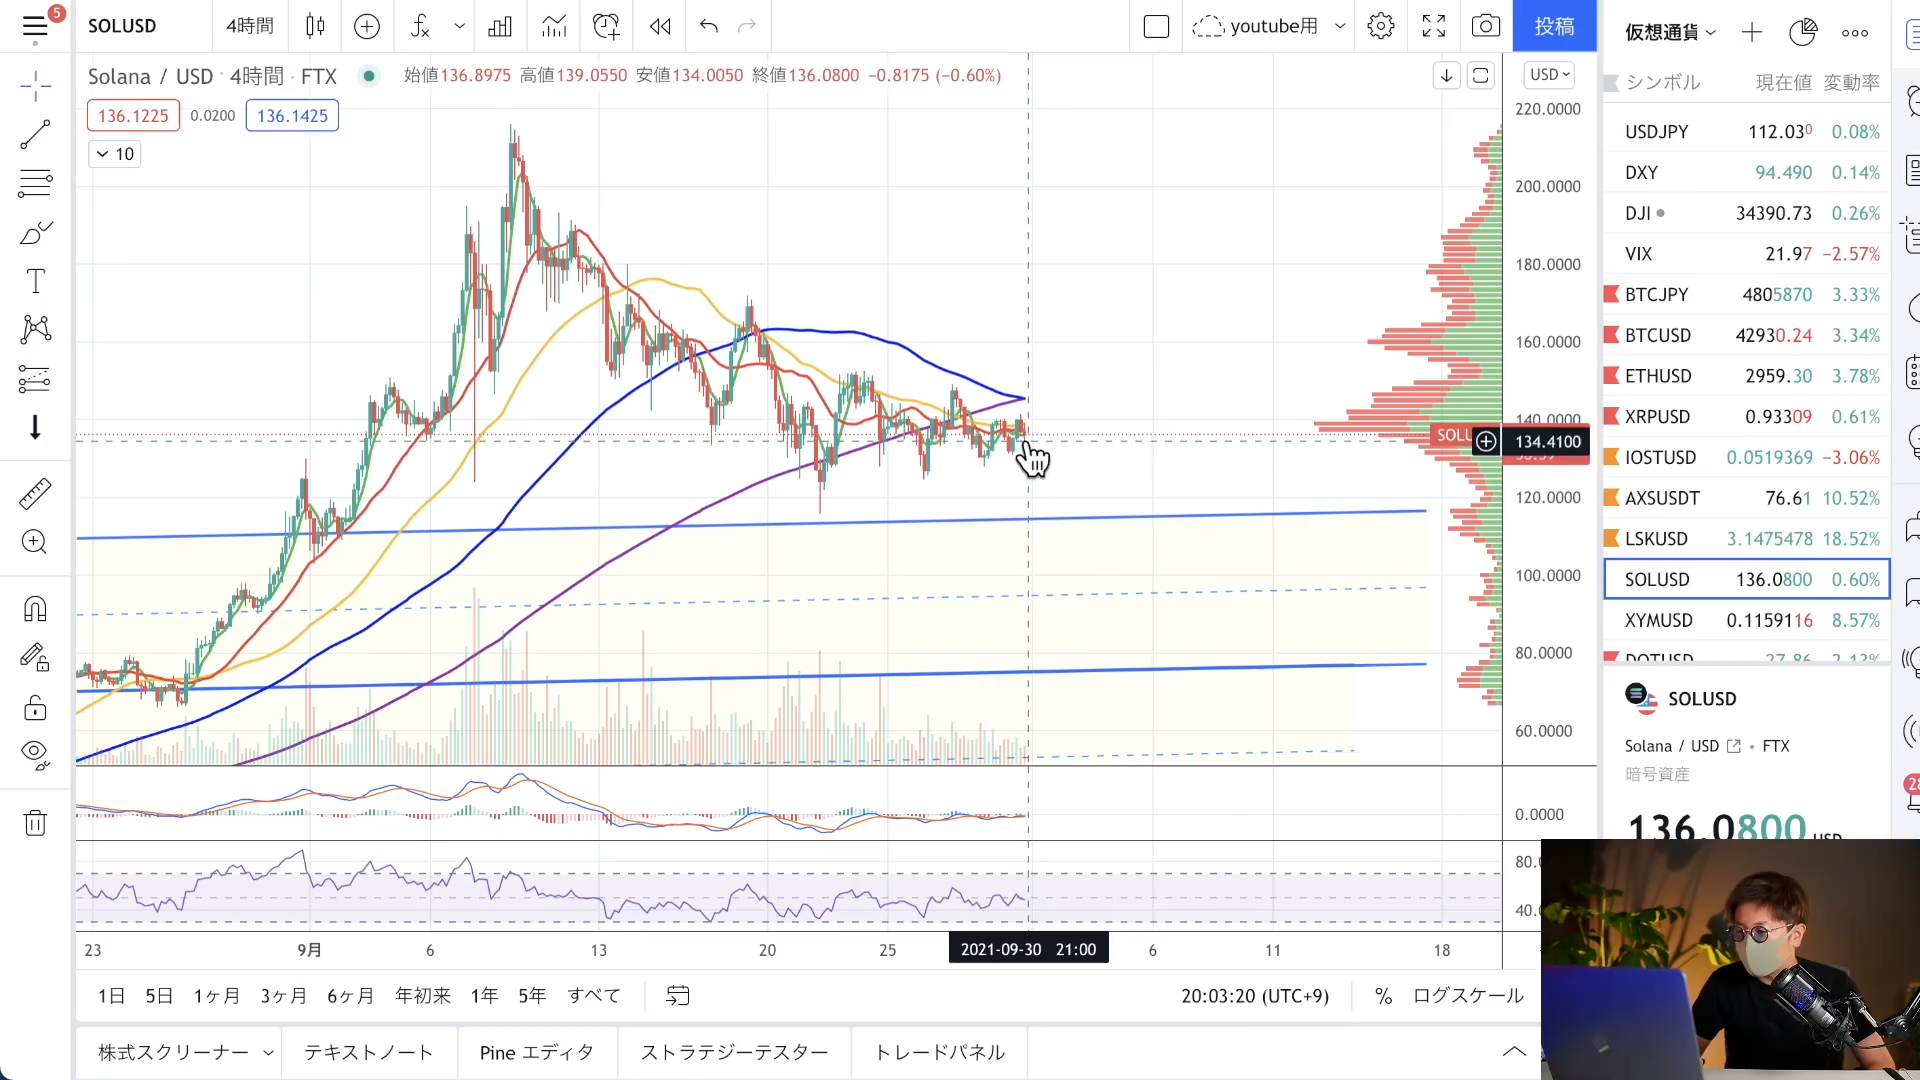 5
SOLUSD
4時間
youtube用
投稿
仮想通貨
Solana / USD · 4時間 · FTX
始値136.8975 高値139.0550 安値134.0050 終値136.0800 −0.8175 (−0.60%)
USD
シンボル 現在値 変動率
136.1225 0.0200 136.1425
10
220.0000
200.0000
180.0000
160.0000
140.0000
134.4100
120.0000
100.0000
80.0000
60.0000
0.0000
USDJPY 112.030 0.08%
DXY 94.490 0.14%
DJI 34390.73 0.26%
VIX 21.97 −2.57%
BTCJPY 4805870 3.33%
BTCUSD 42930.24 3.34%
ETHUSD 2959.30 3.78%
XRPUSD 0.93309 0.61%
IOSTUSD 0.0519369 −3.06%
AXSUSDT 76.61 10.52%
LSKUSD 3.1475478 18.52%
SOLUSD 136.0800 0.60%
XYMUSD 0.1159116 8.57%
DOTUSD 27.86 2.13%
SOLUSD
Solana / USD • FTX
暗号資産
136.0800 USD
23 9月 6 13 20 25 2021-09-30 21:00 6 11 18
1日 5日 1ヶ月 3ヶ月 6ヶ月 年初来 1年 5年 すべて
20:03:20 (UTC+9) % ログスケール
株式スクリーナー テキストノート Pine エディタ ストラテジーテスター トレードパネル